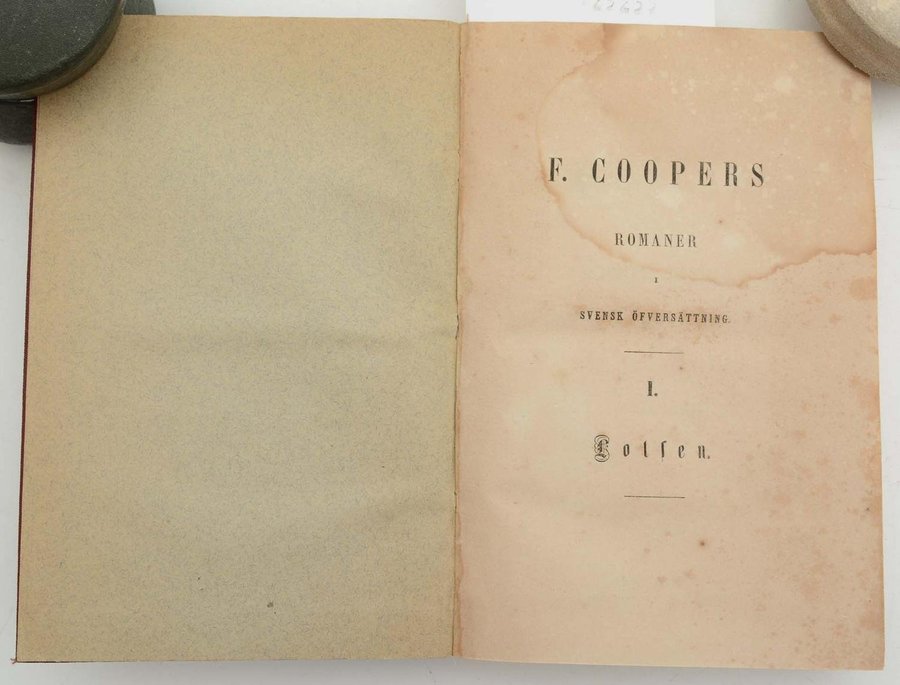 F. COOPERS
ROMANER
I
SVENSK ÖFVERSÄTTNING.
I.
Lotsen.